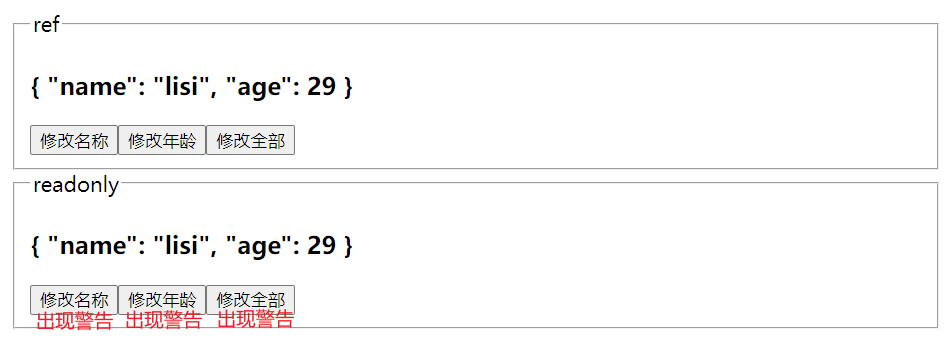 ref
{ "name": "lisi", "age": 29 }
修改名称 修改年龄 修改全部
readonly
{ "name": "lisi", "age": 29 }
修改名称 修改年龄 修改全部
出现警告 出现警告 出现警告